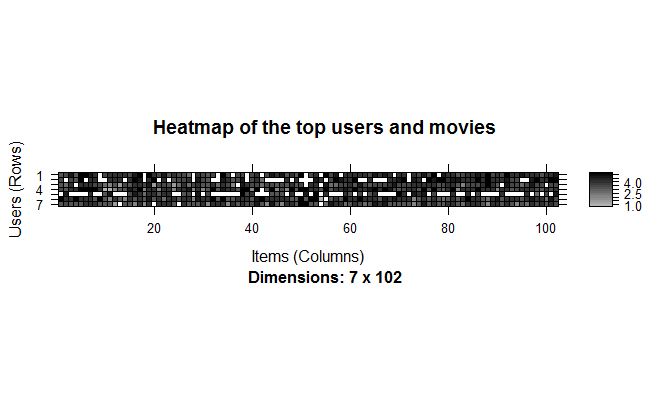 Heatmap of the top users and movies
Users (Rows)
1
4
7
20 40 60 80 100
4.0
2.5
1.0
Items (Columns)
Dimensions: 7 x 102